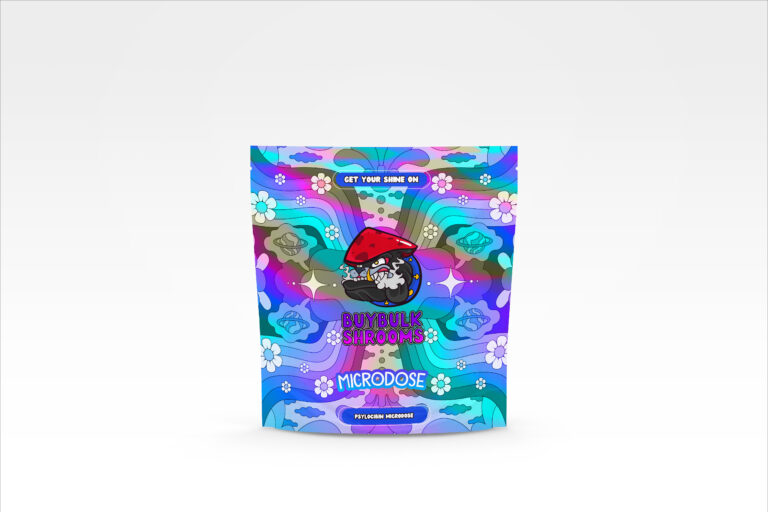 GET YOUR SHINE ON
BUYBULK
SHROOMS
MICRODOSE
PSYLOCIBIN MICRODOSE